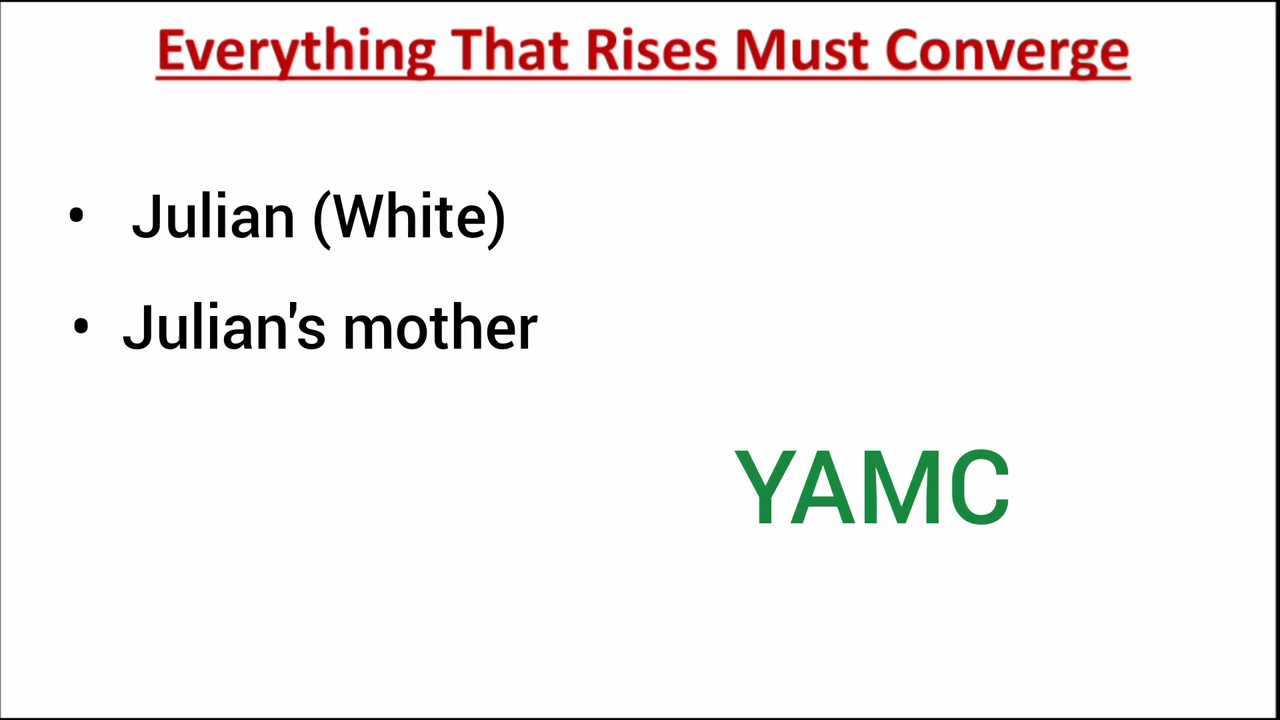 Everything That Rises Must Converge
• Julian (White)
• Julian's mother
YAMC